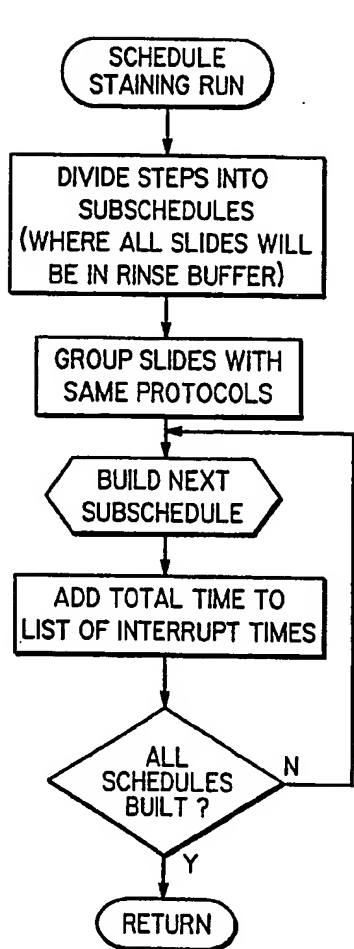 SCHEDULE
STAINING RUN
DIVIDE STEPS INTO
SUBSCHEDULES
(WHERE ALL SLIDES WILL
BE IN RINSE BUFFER)
GROUP SLIDES WITH
SAME PROTOCOLS
BUILD NEXT
SUBSCHEDULE
ADD TOTAL TIME TO
LIST OF INTERRUPT TIMES
ALL
SCHEDULES
BUILT ?
N
Y
RETURN